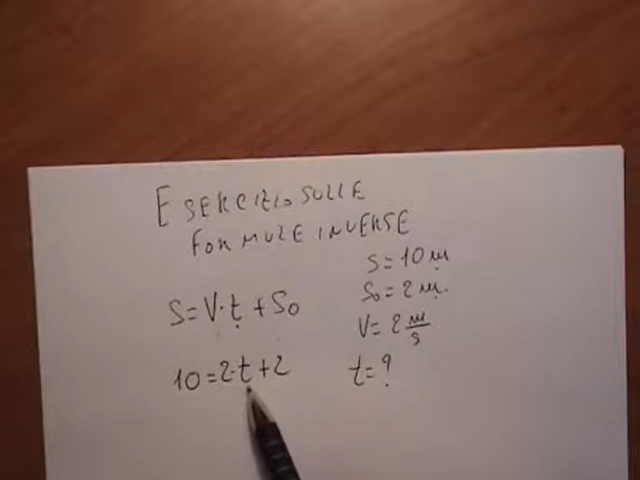 ESERCIZIO SULLE
FORMULE INVERSE
S=10 m
S=V·t+S₀
S₀=2 m.
V=2 m/s
10=2·t+2
t=?